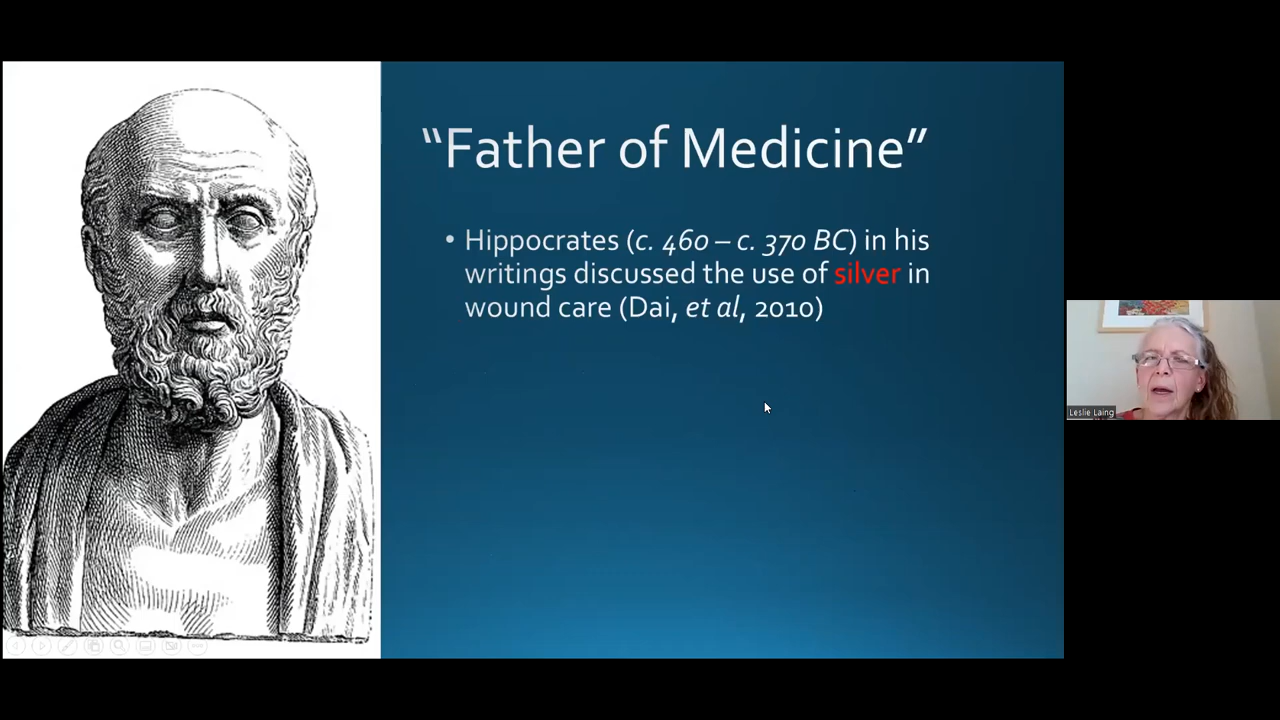 “Father of Medicine”
• Hippocrates (c. 460 – c. 370 BC) in his
writings discussed the use of silver in
wound care (Dai, et al, 2010)
Leslie Laing